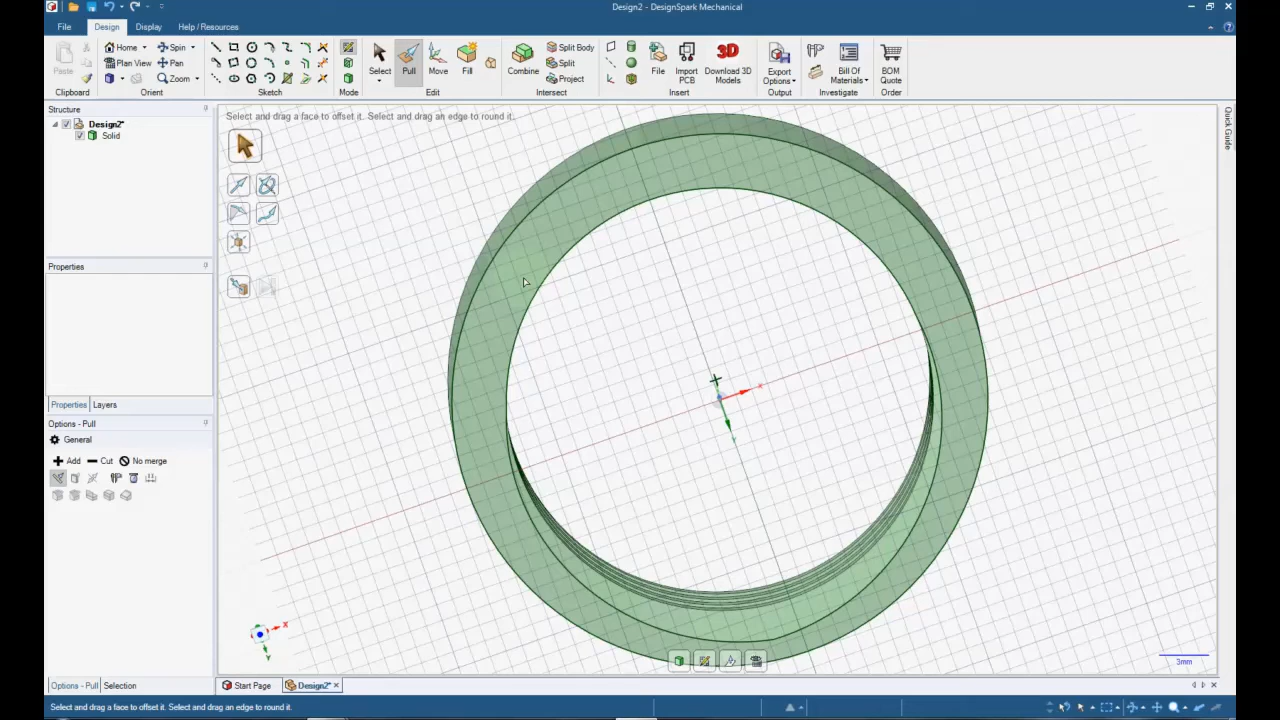 Design2 - DesignSpark Mechanical
File Design Display Help / Resources
Paste
Clipboard
Home
Plan View
Spin
Pan
Zoom
Orient
Sketch
Mode
Select
Pull
Move
Fill
Edit
Combine
Split Body
Split
Project
Intersect
File
Import PCB
Download 3D Models
Insert
Export Options
Output
Bill Of Materials
Investigate
BOM Quote
Order
Structure
Design2*
Solid
Select and drag a face to offset it. Select and drag an edge to round it.
Quick Guide
Properties
X
Y
Properties Layers
Options - Pull
General
Add Cut No merge
X
Y
3mm
Options - Pull Selection
Start Page Design2*
Select and drag a face to offset it. Select and drag an edge to round it.